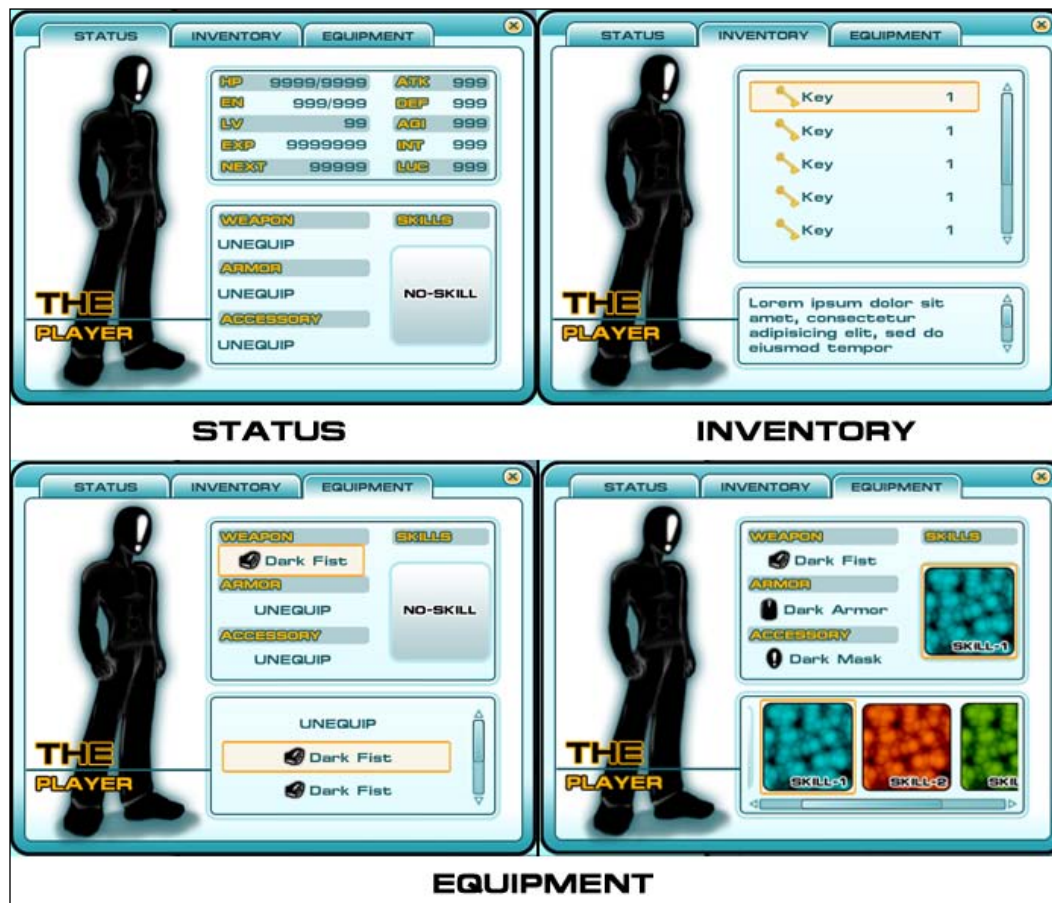 STATUS INVENTORY EQUIPMENT
HP 9999/9999 ATK 999
EN 999/999 DEF 999
LV 99 AGI 999
EXP 9999999 INT 999
NEXT 99999 LUC 999
WEAPON SKILLS
UNEQUIP
ARMOR
UNEQUIP NO-SKILL
ACCESSORY
UNEQUIP
THE
PLAYER
STATUS
STATUS INVENTORY EQUIPMENT
Key 1
Key 1
Key 1
Key 1
Key 1
Lorem ipsum dolor sit
amet, consectetur
adipisicing elit, sed do
eiusmod tempor
THE
PLAYER
INVENTORY
STATUS INVENTORY EQUIPMENT
WEAPON SKILLS
Dark Fist
ARMOR
UNEQUIP NO-SKILL
ACCESSORY
UNEQUIP
UNEQUIP
Dark Fist
Dark Fist
THE
PLAYER
STATUS INVENTORY EQUIPMENT
WEAPON SKILLS
Dark Fist
ARMOR
Dark Armor
ACCESSORY SKILL-1
Dark Mask
SKILL-1 SKILL-2 SKIL
THE
PLAYER
EQUIPMENT